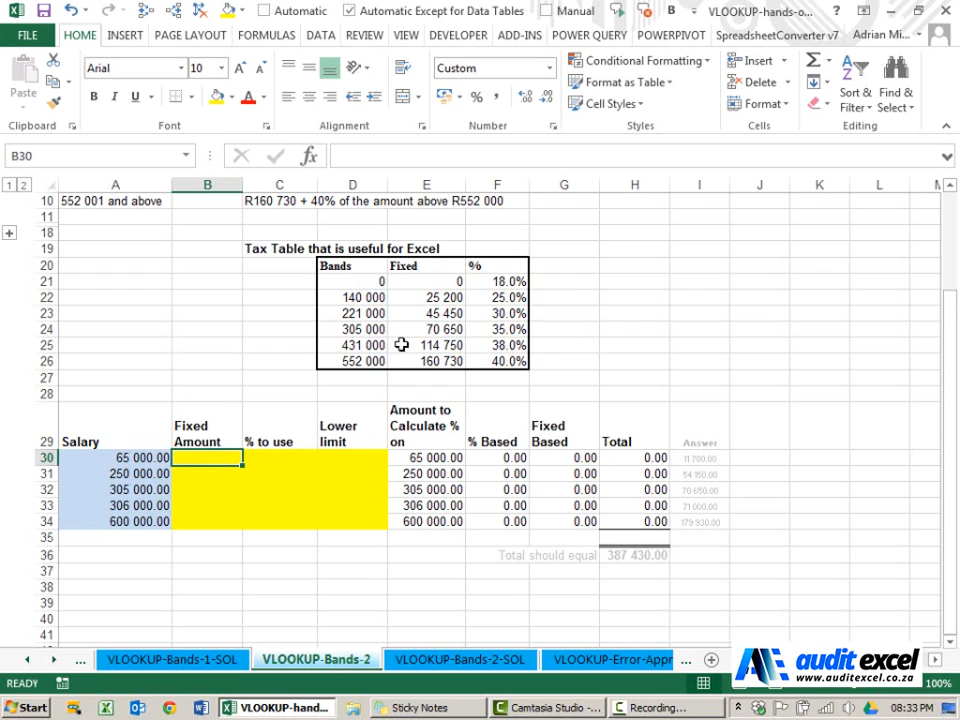 Automatic Automatic Except for Data Tables Manual B VLOOKUP-hands-o... ?
FILE HOME INSERT PAGE LAYOUT FORMULAS DATA REVIEW VIEW DEVELOPER ADD-INS POWER QUERY POWERPIVOT SpreadsheetConverter v7 Adrian Mi...
Paste Arial 10 A A Custom Conditional Formatting Insert Σ A Z
Format as Table Delete Sort & Find &
B I U A % , Cell Styles Format Filter Select
Clipboard Font Alignment Number Styles Cells Editing
B30 fx
1 2 A B C D E F G H I J K L M
10 552 001 and above R160 730 + 40% of the amount above R552 000
11
18
19 Tax Table that is useful for Excel
20 Bands Fixed %
21 0 0 18.0%
22 140 000 25 200 25.0%
23 221 000 45 450 30.0%
24 305 000 70 650 35.0%
25 431 000 114 750 38.0%
26 552 000 160 730 40.0%
27
28
Amount to
Fixed Lower Calculate % Fixed
29 Salary Amount % to use limit on % Based Based Total Answer
30 65 000.00 65 000.00 0.00 0.00 0.00 11 700.00
31 250 000.00 250 000.00 0.00 0.00 0.00 54 150.00
32 305 000.00 305 000.00 0.00 0.00 0.00 70 650.00
33 306 000.00 306 000.00 0.00 0.00 0.00 71 000.00
34 600 000.00 600 000.00 0.00 0.00 0.00 179 930.00
35
36 Total should equal 387 430.00
37
38
39
40
41
... VLOOKUP-Bands-1-SOL VLOOKUP-Bands-2 VLOOKUP-Bands-2-SOL VLOOKUP-Error-Appr ...
audit excel
www.auditexcel.co.za
READY 100%
Start VLOOKUP-hand... Sticky Notes Camtasia Studio -... Recording... 08:33 PM